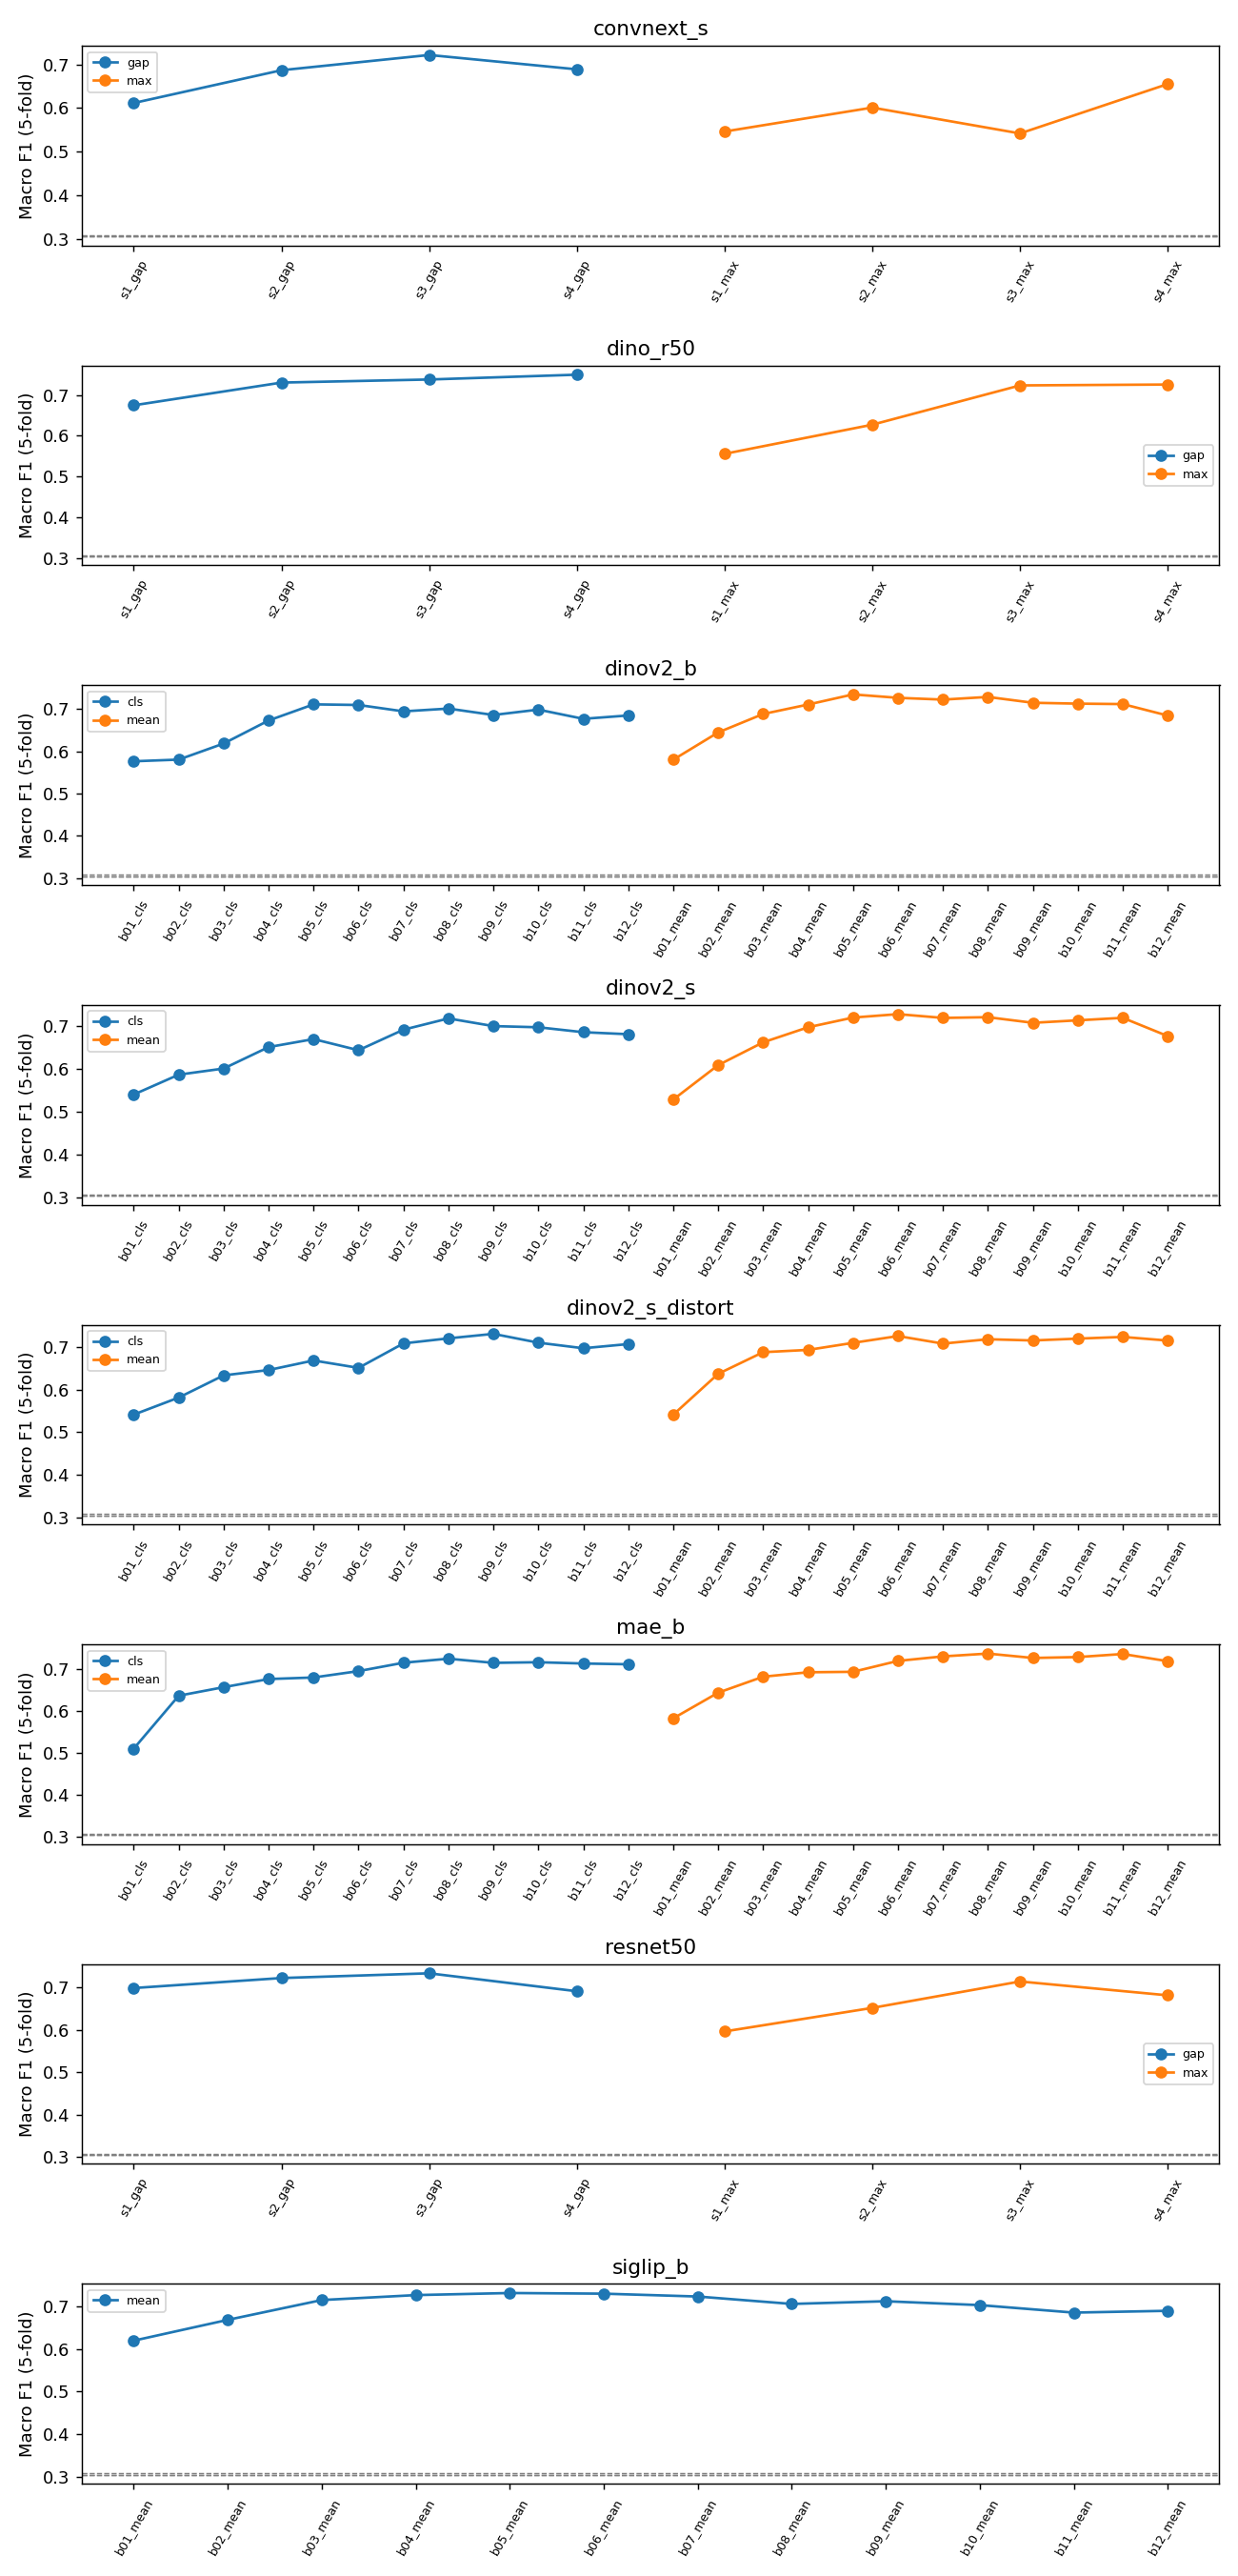 convnext_s
Macro F1 (5-fold)
0.7
0.6
0.5
0.4
0.3
gap
max
s1_gap s2_gap s3_gap s4_gap s1_max s2_max s3_max s4_max
dino_r50
Macro F1 (5-fold)
0.7
0.6
0.5
0.4
0.3
gap
max
s1_gap s2_gap s3_gap s4_gap s1_max s2_max s3_max s4_max
dinov2_b
Macro F1 (5-fold)
0.7
0.6
0.5
0.4
0.3
cls
mean
b01_cls b02_cls b03_cls b04_cls b05_cls b06_cls b07_cls b08_cls b09_cls b10_cls b11_cls b12_cls b01_mean b02_mean b03_mean b04_mean b05_mean b06_mean b07_mean b08_mean b09_mean b10_mean b11_mean b12_mean
dinov2_s
Macro F1 (5-fold)
0.7
0.6
0.5
0.4
0.3
cls
mean
b01_cls b02_cls b03_cls b04_cls b05_cls b06_cls b07_cls b08_cls b09_cls b10_cls b11_cls b12_cls b01_mean b02_mean b03_mean b04_mean b05_mean b06_mean b07_mean b08_mean b09_mean b10_mean b11_mean b12_mean
dinov2_s_distort
Macro F1 (5-fold)
0.7
0.6
0.5
0.4
0.3
cls
mean
b01_cls b02_cls b03_cls b04_cls b05_cls b06_cls b07_cls b08_cls b09_cls b10_cls b11_cls b12_cls b01_mean b02_mean b03_mean b04_mean b05_mean b06_mean b07_mean b08_mean b09_mean b10_mean b11_mean b12_mean
mae_b
Macro F1 (5-fold)
0.7
0.6
0.5
0.4
0.3
cls
mean
b01_cls b02_cls b03_cls b04_cls b05_cls b06_cls b07_cls b08_cls b09_cls b10_cls b11_cls b12_cls b01_mean b02_mean b03_mean b04_mean b05_mean b06_mean b07_mean b08_mean b09_mean b10_mean b11_mean b12_mean
resnet50
Macro F1 (5-fold)
0.7
0.6
0.5
0.4
0.3
gap
max
s1_gap s2_gap s3_gap s4_gap s1_max s2_max s3_max s4_max
siglip_b
Macro F1 (5-fold)
0.7
0.6
0.5
0.4
0.3
mean
b01_mean b02_mean b03_mean b04_mean b05_mean b06_mean b07_mean b08_mean b09_mean b10_mean b11_mean b12_mean